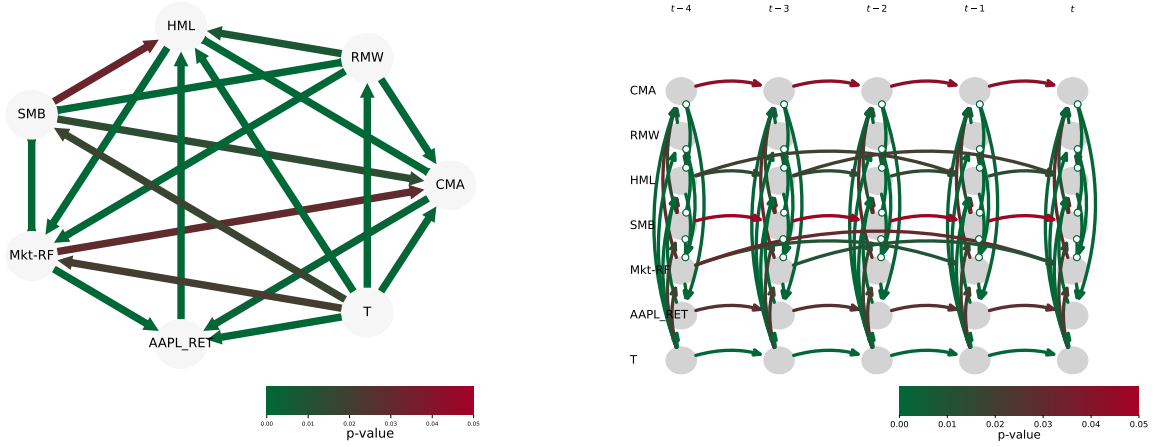 HML
RMW
SMB
CMA
Mkt-RF
T
AAPL_RET
0.00 0.01 0.02 0.03 0.04 0.05
p-value
t − 4 t − 3 t − 2 t − 1 t
CMA
RMW
HML
SMB
Mkt-RF
AAPL_RET
T
0.00 0.01 0.02 0.03 0.04 0.05
p-value